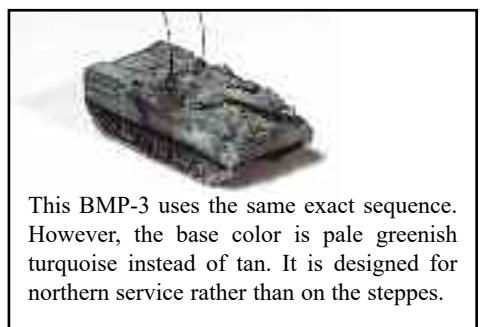 This BMP-3 uses the same exact sequence.
However, the base color is pale greenish
turquoise instead of tan. It is designed for
northern service rather than on the steppes.